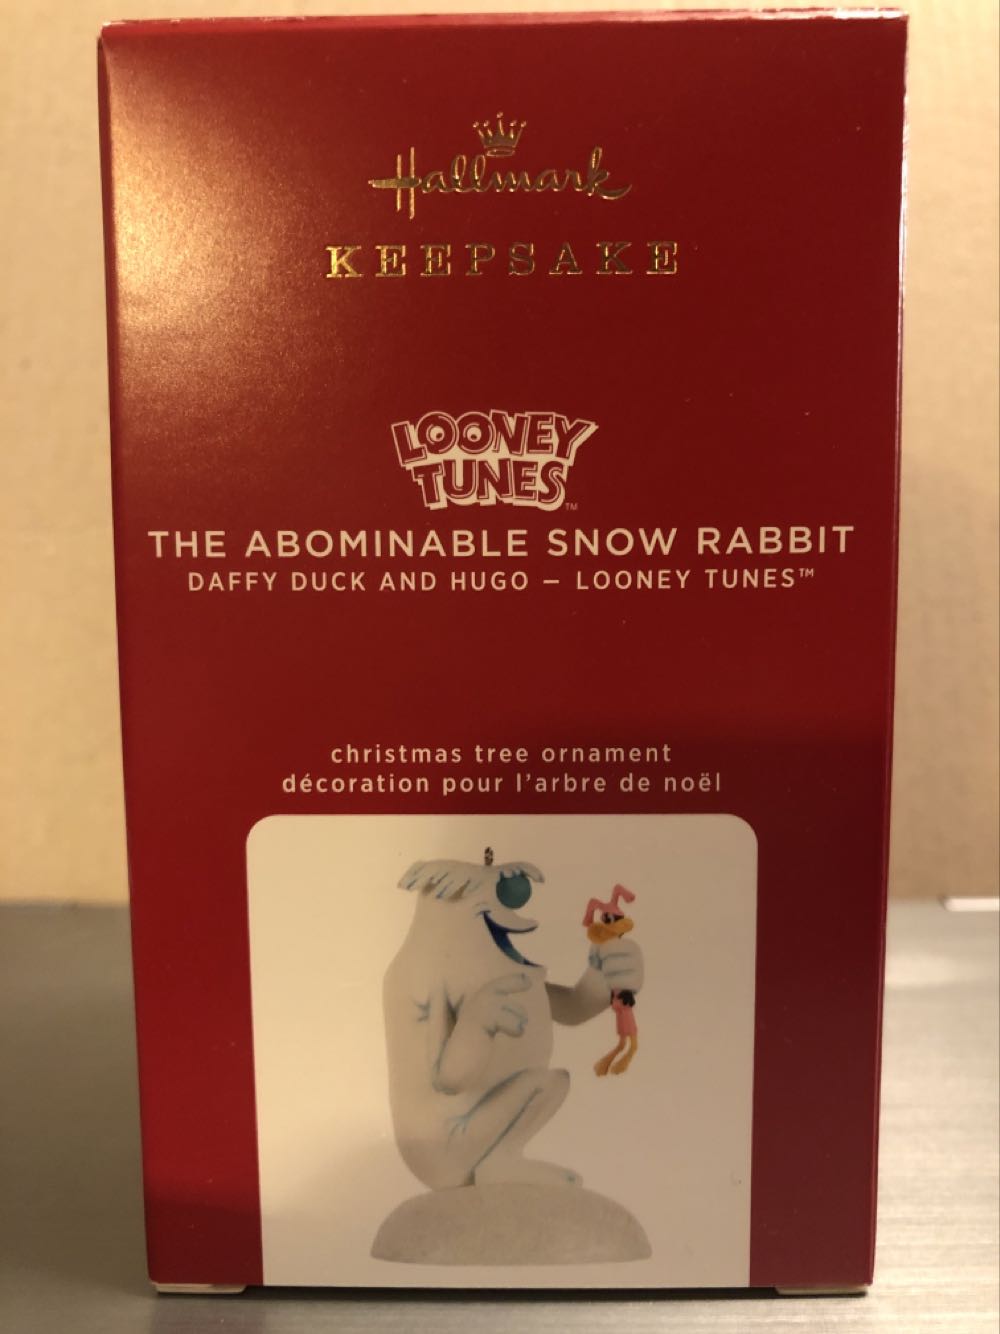 Hallmark
KEEPSAKE
LOONEY
TUNES™
THE ABOMINABLE SNOW RABBIT
DAFFY DUCK AND HUGO – LOONEY TUNES™
christmas tree ornament
décoration pour l'arbre de noël